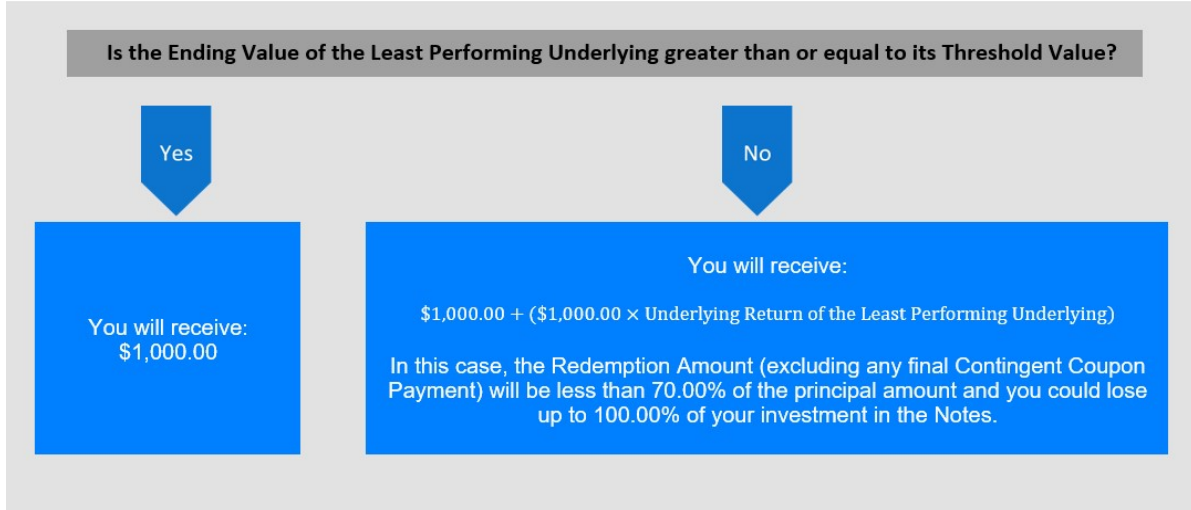 Is the Ending Value of the Least Performing Underlying greater than or equal to its Threshold Value?
Yes
No
You will receive:
$1,000.00
You will receive:
$1,000.00 + ($1,000.00 × Underlying Return of the Least Performing Underlying)
In this case, the Redemption Amount (excluding any final Contingent Coupon
Payment) will be less than 70.00% of the principal amount and you could lose
up to 100.00% of your investment in the Notes.